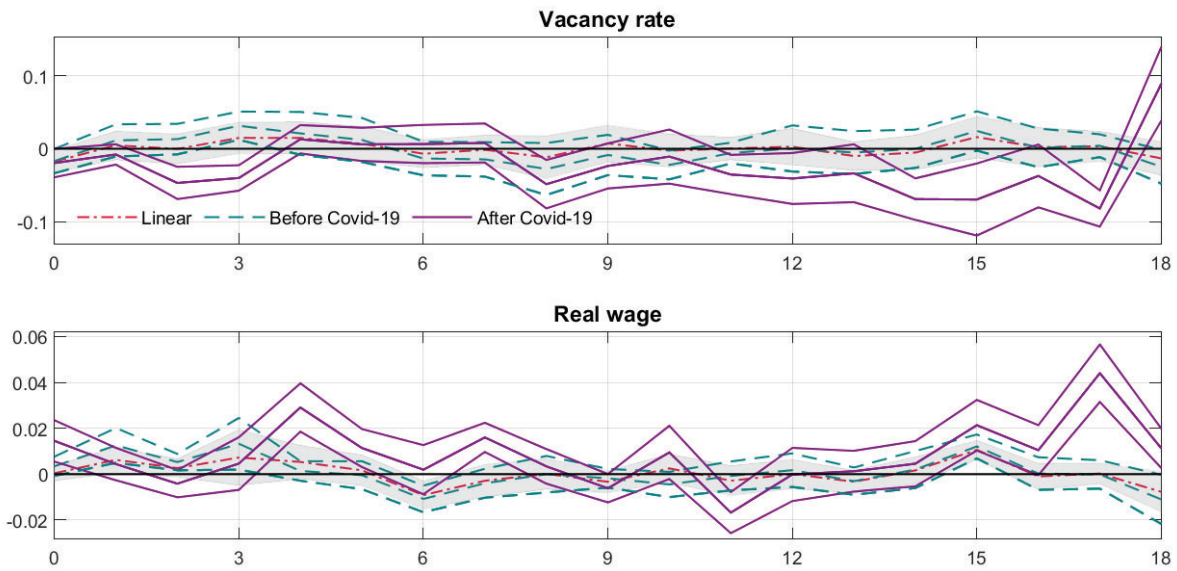 Vacancy rate
0.1
0
-0.1
Linear Before Covid-19 After Covid-19
0 3 6 9 12 15 18
Real wage
0.06
0.04
0.02
0
-0.02
0 3 6 9 12 15 18